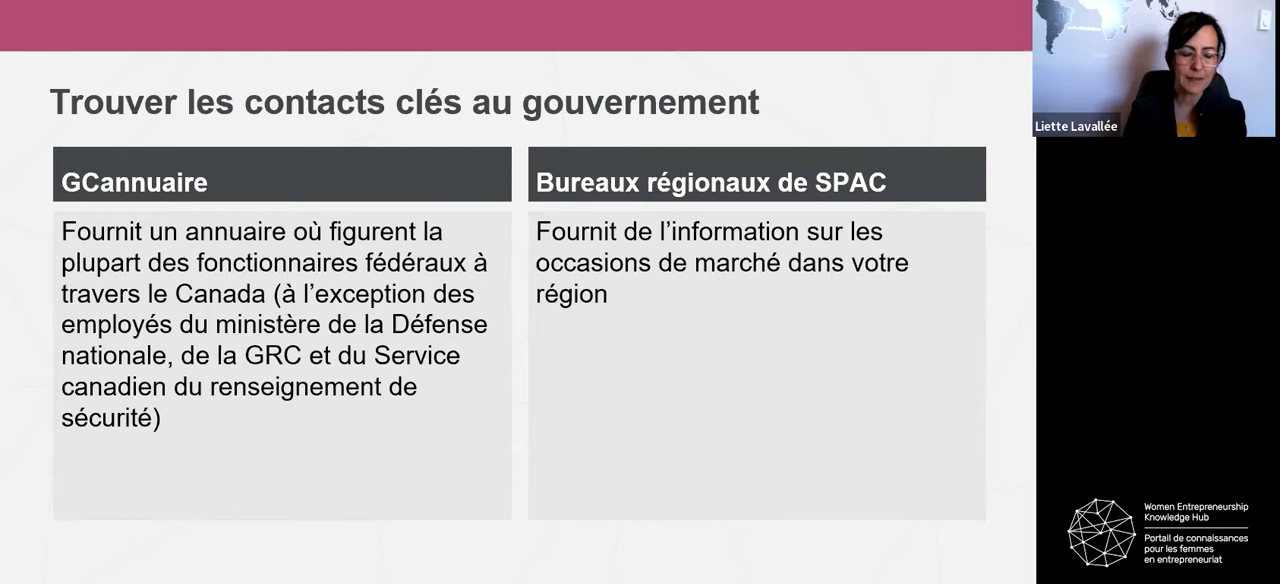 Trouver les contacts clés au gouvernement
GCannuaire
Fournit un annuaire où figurent la
plupart des fonctionnaires fédéraux à
travers le Canada (à l’exception des
employés du ministère de la Défense
nationale, de la GRC et du Service
canadien du renseignement de
sécurité)
Bureaux régionaux de SPAC
Fournit de l’information sur les
occasions de marché dans votre
région
Liette Lavallée
Women Entrepreneurship
Knowledge Hub
Portail de connaissances
pour les femmes
en entrepreneuriat